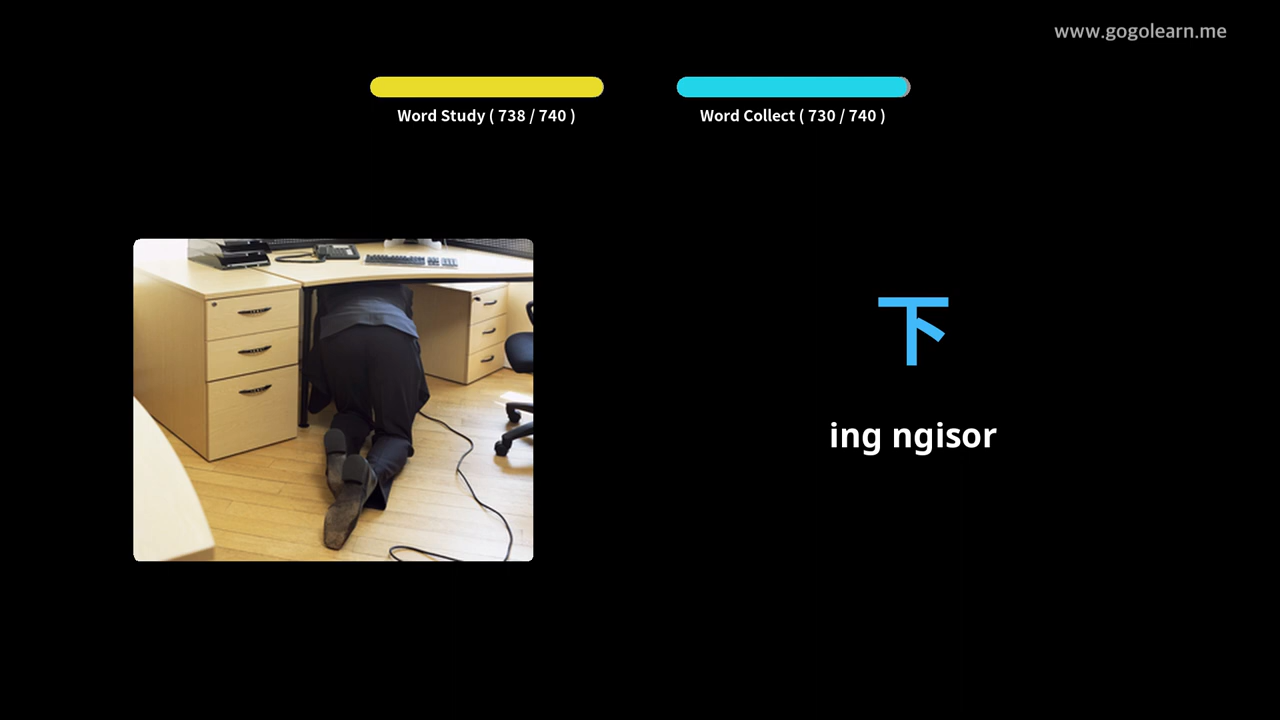 www.gogolearn.me
Word Study ( 738 / 740 )
Word Collect ( 730 / 740 )
下
ing ngisor